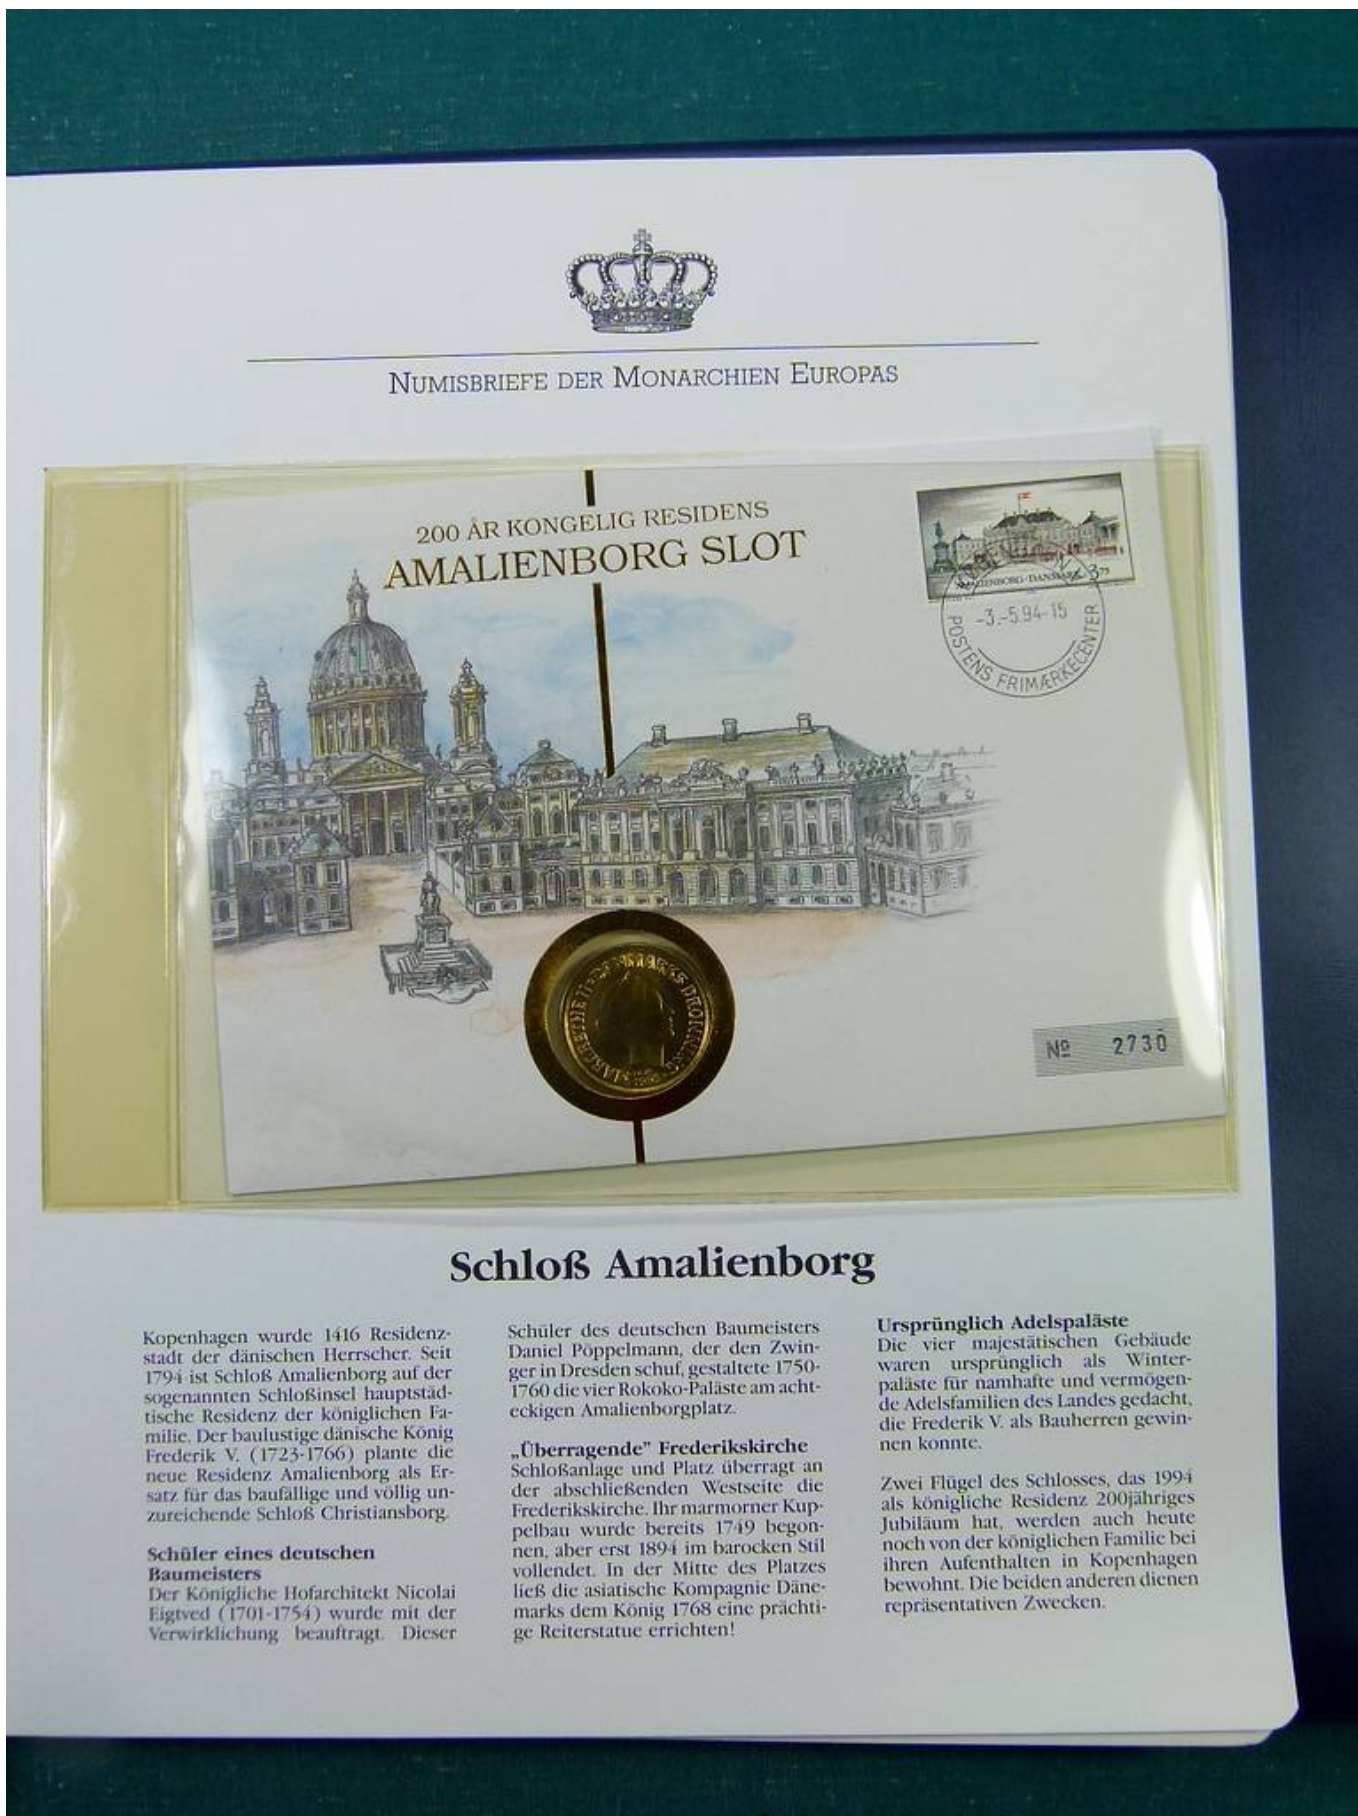 NUMISBRIEFE DER MONARCHIEN EUROPAS
200 ÅR KONGELIG RESIDENS
AMALIENBORG SLOT
AMALIENBORG · DANMARK 3.75
-3.-5.94-15
POSTENS FRIMÆRKECENTER
MARGRETHE II DANMARKS DRONNING
Nº 2730
Schloß Amalienborg
Kopenhagen wurde 1416 Residenz-
stadt der dänischen Herrscher. Seit
1794 ist Schloß Amalienborg auf der
sogenannten Schloßinsel hauptstäd-
tische Residenz der königlichen Fa-
milie. Der baulustige dänische König
Frederik V. (1723-1766) plante die
neue Residenz Amalienborg als Er-
satz für das baufällige und völlig un-
zureichende Schloß Christiansborg.
Schüler eines deutschen
Baumeisters
Der Königliche Hofarchitekt Nicolai
Eigtved (1701-1754) wurde mit der
Verwirklichung beauftragt. Dieser
Schüler des deutschen Baumeisters
Daniel Pöppelmann, der den Zwin-
ger in Dresden schuf, gestaltete 1750-
1760 die vier Rokoko-Paläste am acht-
eckigen Amalienborgplatz.
„Überragende” Frederikskirche
Schloßanlage und Platz überragt an
der abschließenden Westseite die
Frederikskirche. Ihr marmorner Kup-
pelbau wurde bereits 1749 begon-
nen, aber erst 1894 im barocken Stil
vollendet. In der Mitte des Platzes
ließ die asiatische Kompagnie Däne-
marks dem König 1768 eine prächti-
ge Reiterstatue errichten!
Ursprünglich Adelspaläste
Die vier majestätischen Gebäude
waren ursprünglich als Winter-
paläste für namhafte und vermögen-
de Adelsfamilien des Landes gedacht,
die Frederik V. als Bauherren gewin-
nen konnte.
Zwei Flügel des Schlosses, das 1994
als königliche Residenz 200jähriges
Jubiläum hat, werden auch heute
noch von der königlichen Familie bei
ihren Aufenthalten in Kopenhagen
bewohnt. Die beiden anderen dienen
repräsentativen Zwecken.